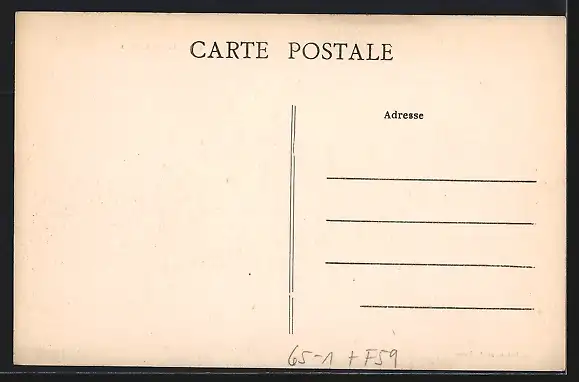 CARTE POSTALE
Adresse
65-1 + F59